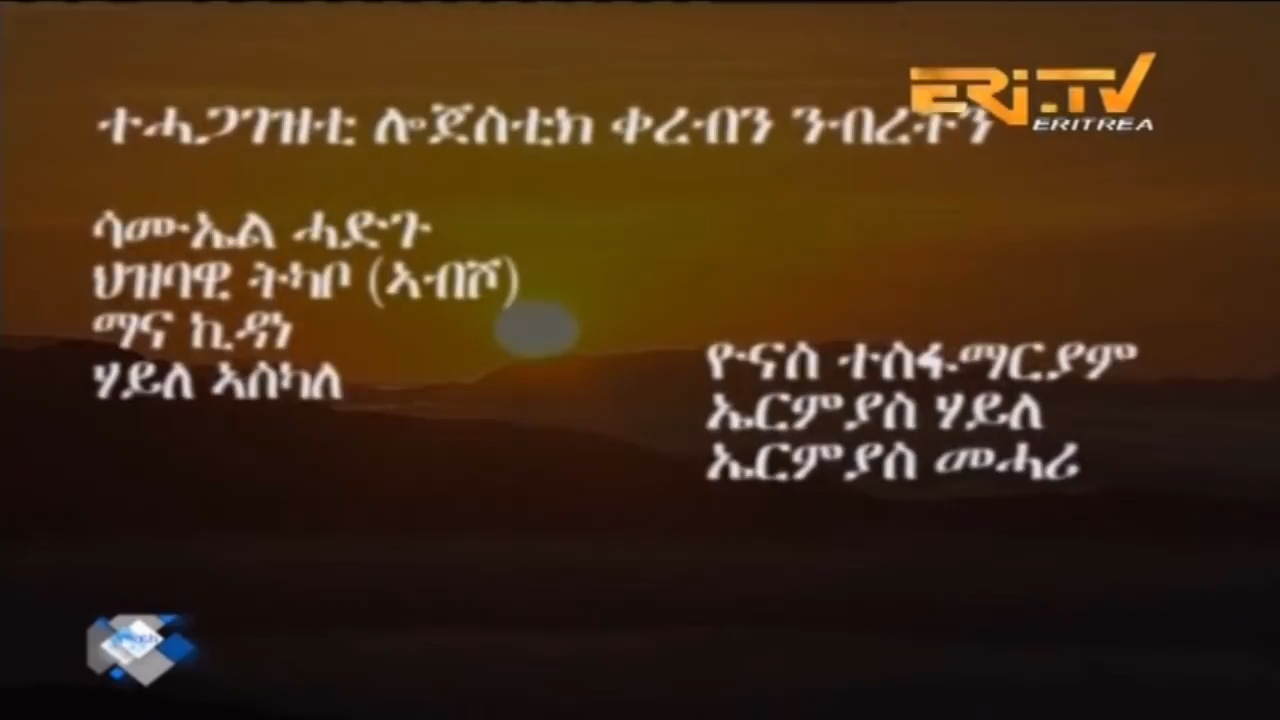 ተሓጋገዝቲ ሎጀስቲክ ቀረብን ንብረትን
ERi.TV
ERITREA
ሳሙኤል ሓድጉ
ህዝባዊ ትካቦ (ኣብሾ)
ማና ኪዳነ
ሃይለ ኣስካለ
ዮናስ ተስፋማርያም
ኤርምያስ ሃይለ
ኤርምያስ መሓሪ